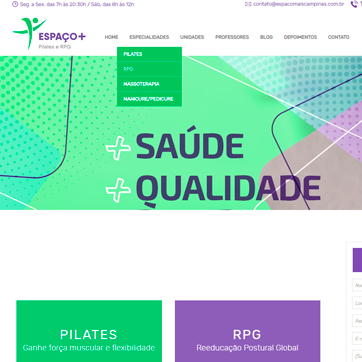 Seg. a Sex. das 7h às 20:30h / Sáb, das 8h às 12h
contato@espacomaiscampinas.com.br
ESPAÇO+
Pilates e RPG
HOME ESPECIALIDADES UNIDADES PROFESSORES BLOG DEPOIMENTOS CONTATO
PILATES
RPG
MASSOTERAPIA
MANICURE/PEDICURE
+SAÚDE
+QUALIDADE
PILATES
Ganhe força muscular e flexibilidade
RPG
Reeducação Postural Global